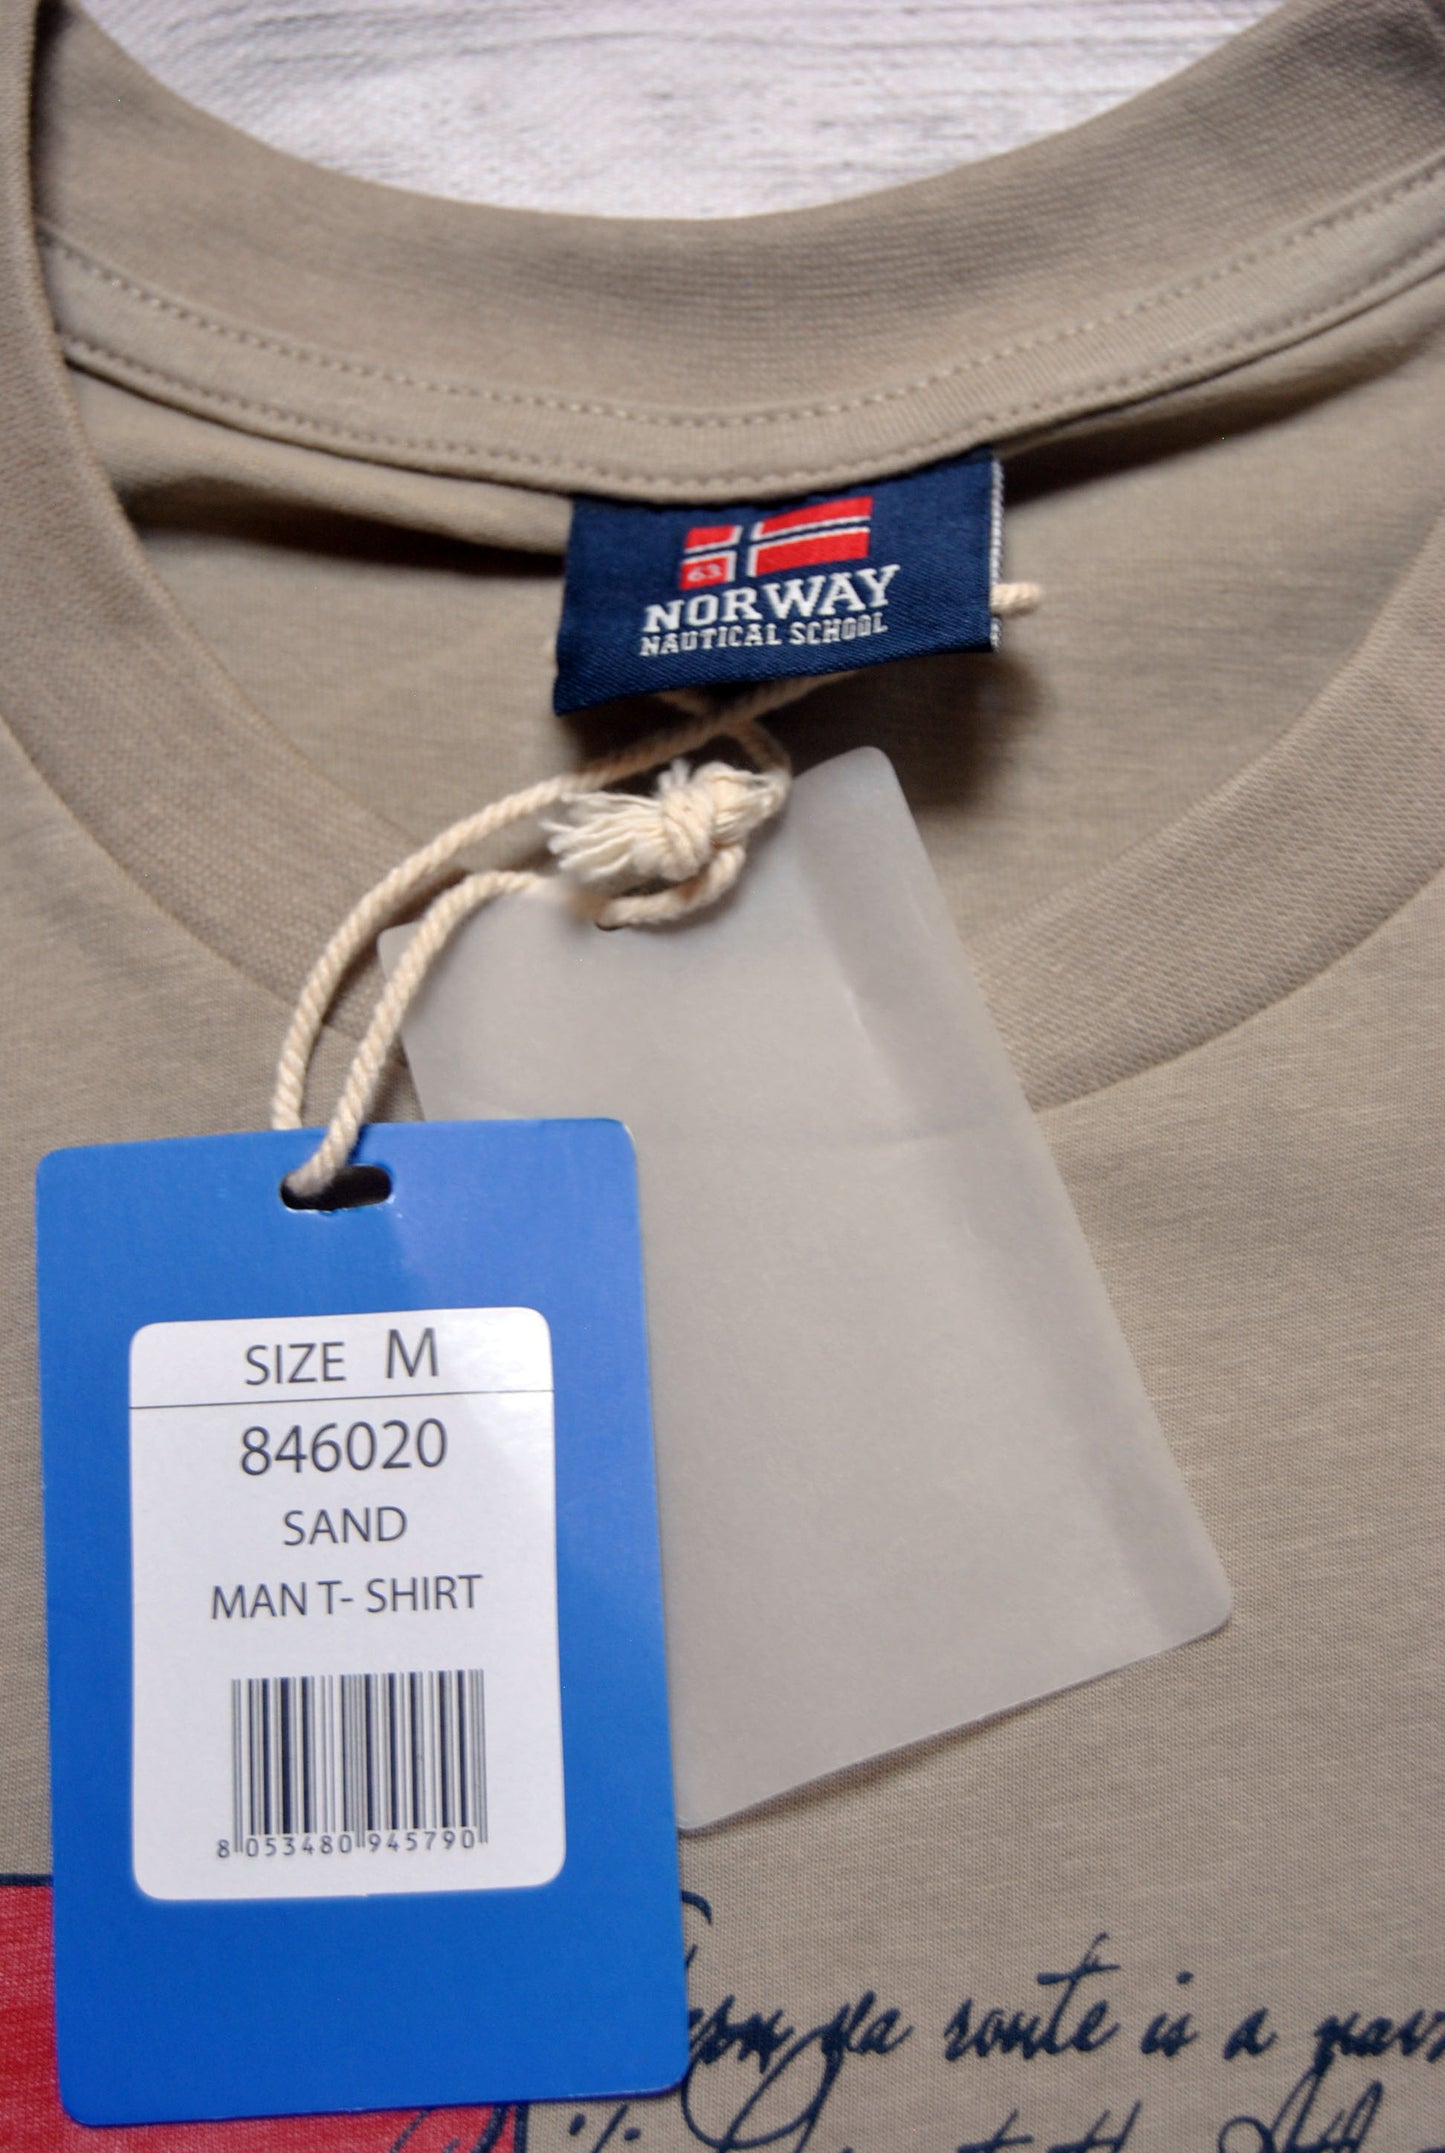 63
NORWAY
NAUTICAL SCHOOL
SIZE M
846020
SAND
MAN T- SHIRT
8 053480 945790
route is a